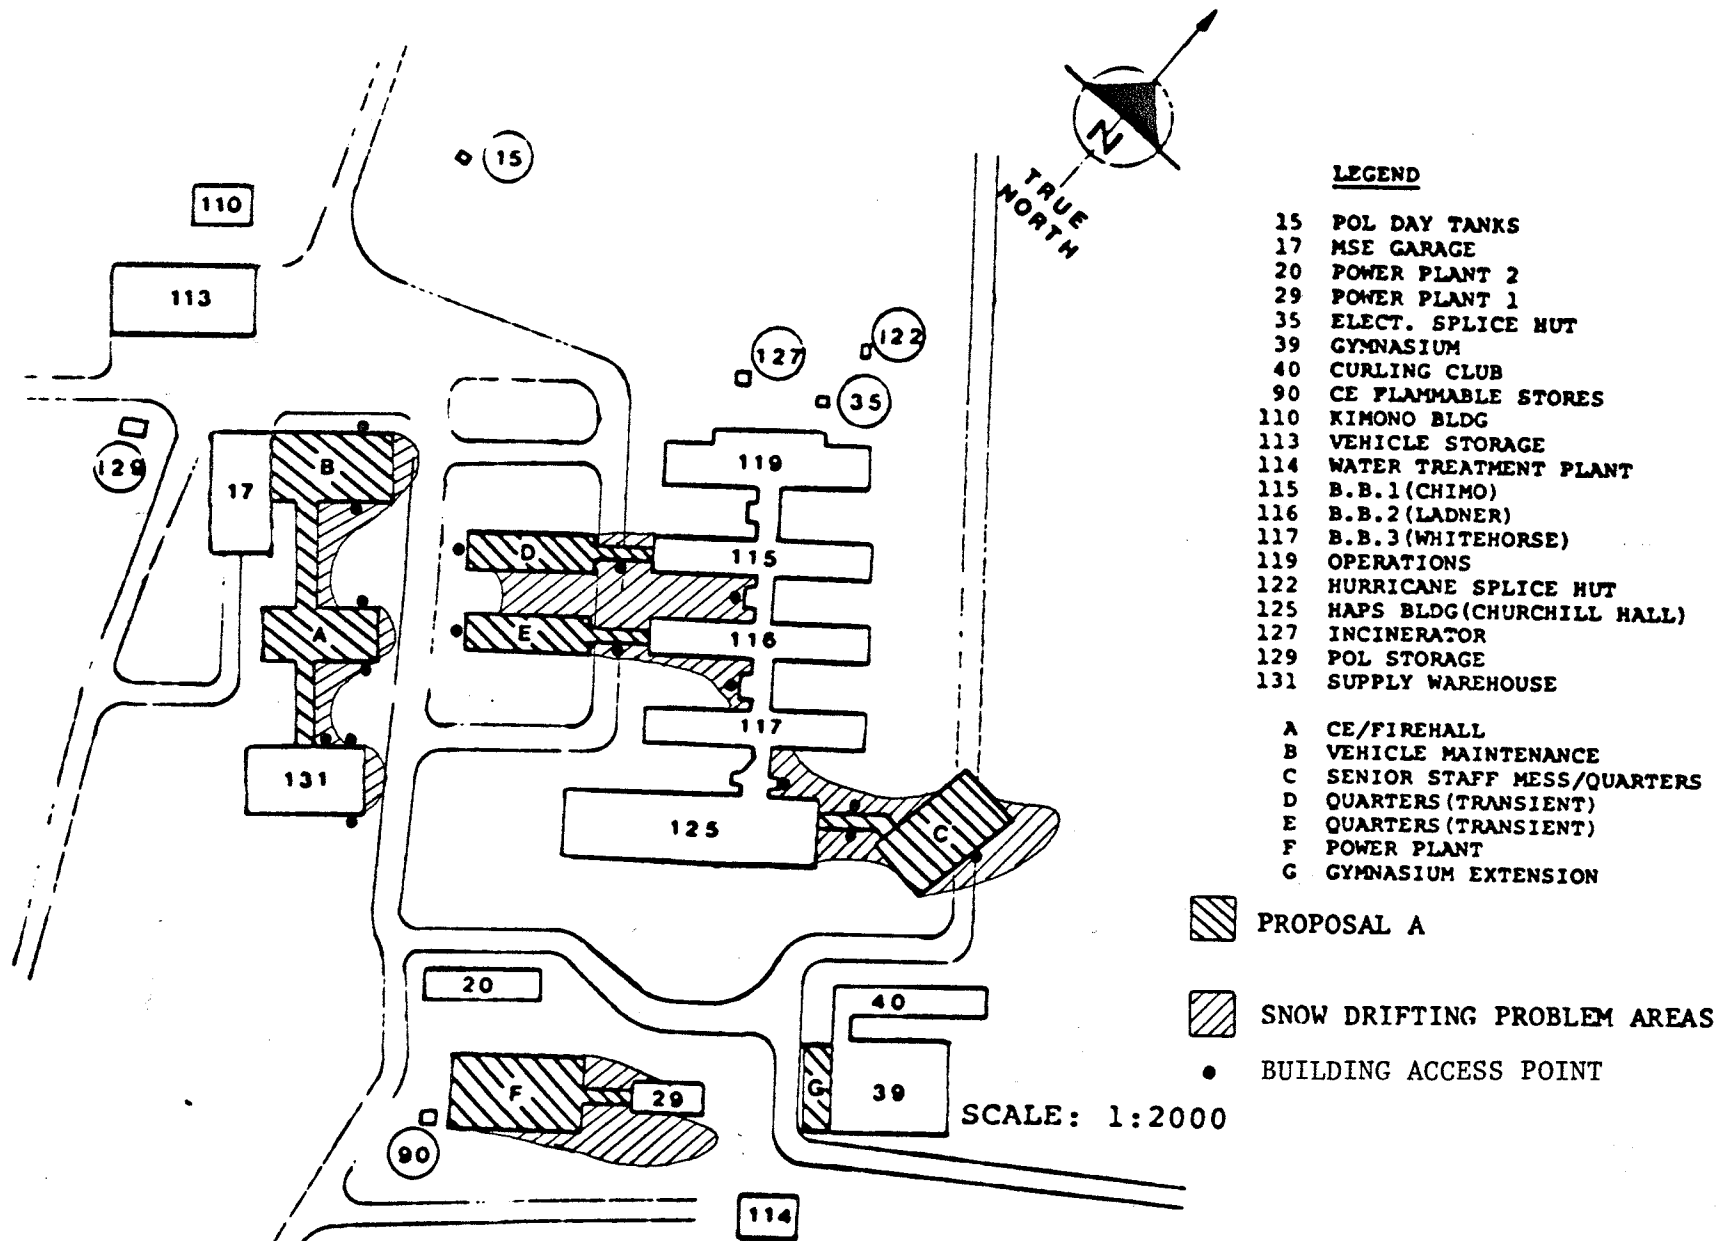 N
TRUE
NORTH
15
110
113
122
127
35
129
17
B
119
D
115
A
E
116
117
131
125
C
20
40
F
29
G
39
90
114
SCALE: 1:2000
LEGEND
15 POL DAY TANKS
17 MSE GARAGE
20 POWER PLANT 2
29 POWER PLANT 1
35 ELECT. SPLICE HUT
39 GYMNASIUM
40 CURLING CLUB
90 CE FLAMMABLE STORES
110 KIMONO BLDG
113 VEHICLE STORAGE
114 WATER TREATMENT PLANT
115 B.B.1(CHIMO)
116 B.B.2(LADNER)
117 B.B.3(WHITEHORSE)
119 OPERATIONS
122 HURRICANE SPLICE HUT
125 HAPS BLDG(CHURCHILL HALL)
127 INCINERATOR
129 POL STORAGE
131 SUPPLY WAREHOUSE
A CE/FIREHALL
B VEHICLE MAINTENANCE
C SENIOR STAFF MESS/QUARTERS
D QUARTERS(TRANSIENT)
E QUARTERS(TRANSIENT)
F POWER PLANT
G GYMNASIUM EXTENSION
PROPOSAL A
SNOW DRIFTING PROBLEM AREAS
BUILDING ACCESS POINT